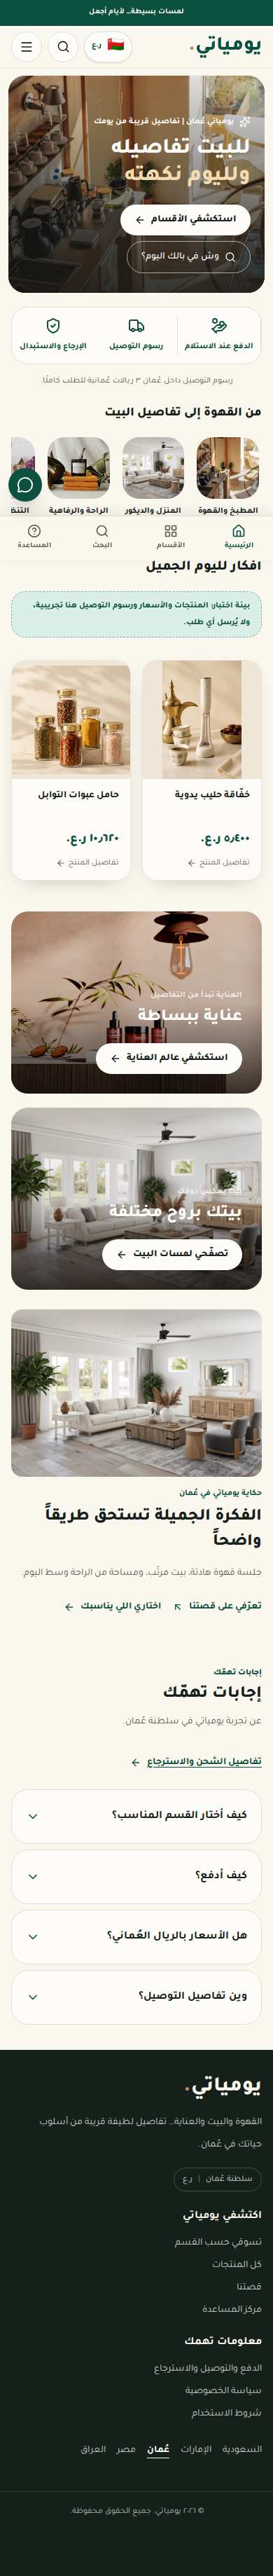 لمسات بسيطة.. لأيام أجمل
يومياتي.
ر.ع
يومياتي عُمان | تفاصيل قريبة من يومك
للبيت تفاصيله
ولليوم نكهته
استكشفي الأقسام
وش في بالك اليوم؟
الدفع عند الاستلام
رسوم التوصيل
الإرجاع والاستبدال
رسوم التوصيل داخل عُمان ٣ ريالات عُمانية للطلب كاملًا.
من القهوة إلى تفاصيل البيت
المطبخ والقهوة
المنزل والديكور
الراحة والرفاهية
الرئيسية
الأقسام
البحث
المساعدة
أفكار لليوم الجميل
بيئة اختبار: المنتجات والأسعار ورسوم التوصيل هنا تجريبية،
ولا يُرسل أي طلب.
خفّاقة حليب يدوية
٥٫٤٠٠ ر.ع.
تفاصيل المنتج
حامل عبوات التوابل
١٠٫٦٢٠ ر.ع.
تفاصيل المنتج
العناية تبدأ من التفاصيل
عناية ببساطة
استكشفي عالم العناية
بيتك بروح مختلفة
تصفّحي لمسات البيت
حكاية يومياتي في عُمان
الفكرة الجميلة تستحق طريقاً
واضحاً
جلسة قهوة هادئة، بيت مرتّب، ومساحة من الراحة وسط اليوم.
تعرّفي على قصتنا
اختاري اللي يناسبك
إجابات تهمّك
إجابات تهمّك
عن تجربة يومياتي في سلطنة عُمان.
تفاصيل الشحن والاسترجاع
كيف أختار القسم المناسب؟
كيف أدفع؟
هل الأسعار بالريال العُماني؟
وين تفاصيل التوصيل؟
يومياتي.
القهوة والبيت والعناية.. تفاصيل لطيفة قريبة من أسلوب
حياتك في عُمان.
سلطنة عُمان | ر.ع
اكتشفي يومياتي
تسوقي حسب القسم
كل المنتجات
قصتنا
مركز المساعدة
معلومات تهمك
الدفع والتوصيل والاسترجاع
سياسة الخصوصية
شروط الاستخدام
السعودية
الإمارات
عُمان
مصر
العراق
© ٢٠٢٦ يومياتي. جميع الحقوق محفوظة.